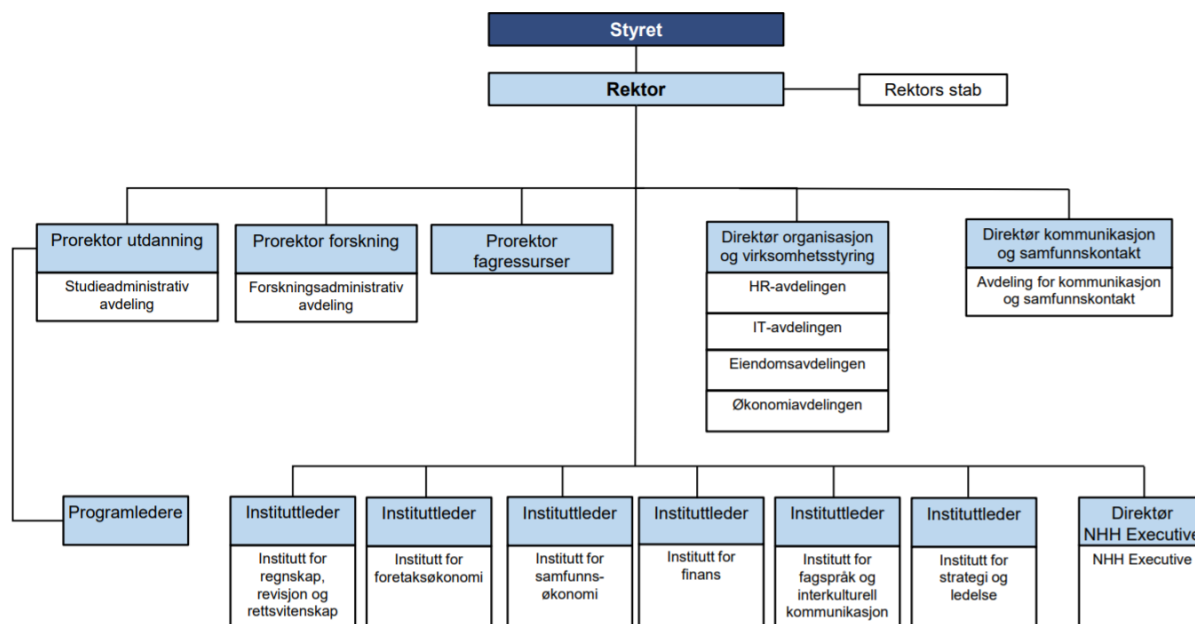 Styret
Rektor
Rektors stab
Prorektor utdanning
Studieadministrativ
avdeling
Prorektor forskning
Forskningsadministrativ
avdeling
Prorektor
fagressurser
Direktør organisasjon
og virksomhetsstyring
HR-avdelingen
IT-avdelingen
Eiendomsavdelingen
Økonomiavdelingen
Direktør kommunikasjon
og samfunnskontakt
Avdeling for kommunikasjon
og samfunnskontakt
Programledere
Instituttleder
Institutt for
regnskap,
revisjon og
rettsvitenskap
Instituttleder
Institutt for
foretaksøkonomi
Instituttleder
Institutt for
samfunns-
økonomi
Instituttleder
Institutt for
finans
Instituttleder
Institutt for
fagspråk og
interkulturell
kommunikasjon
Instituttleder
Institutt for
strategi og
ledelse
Direktør
NHH Executive
NHH Executive